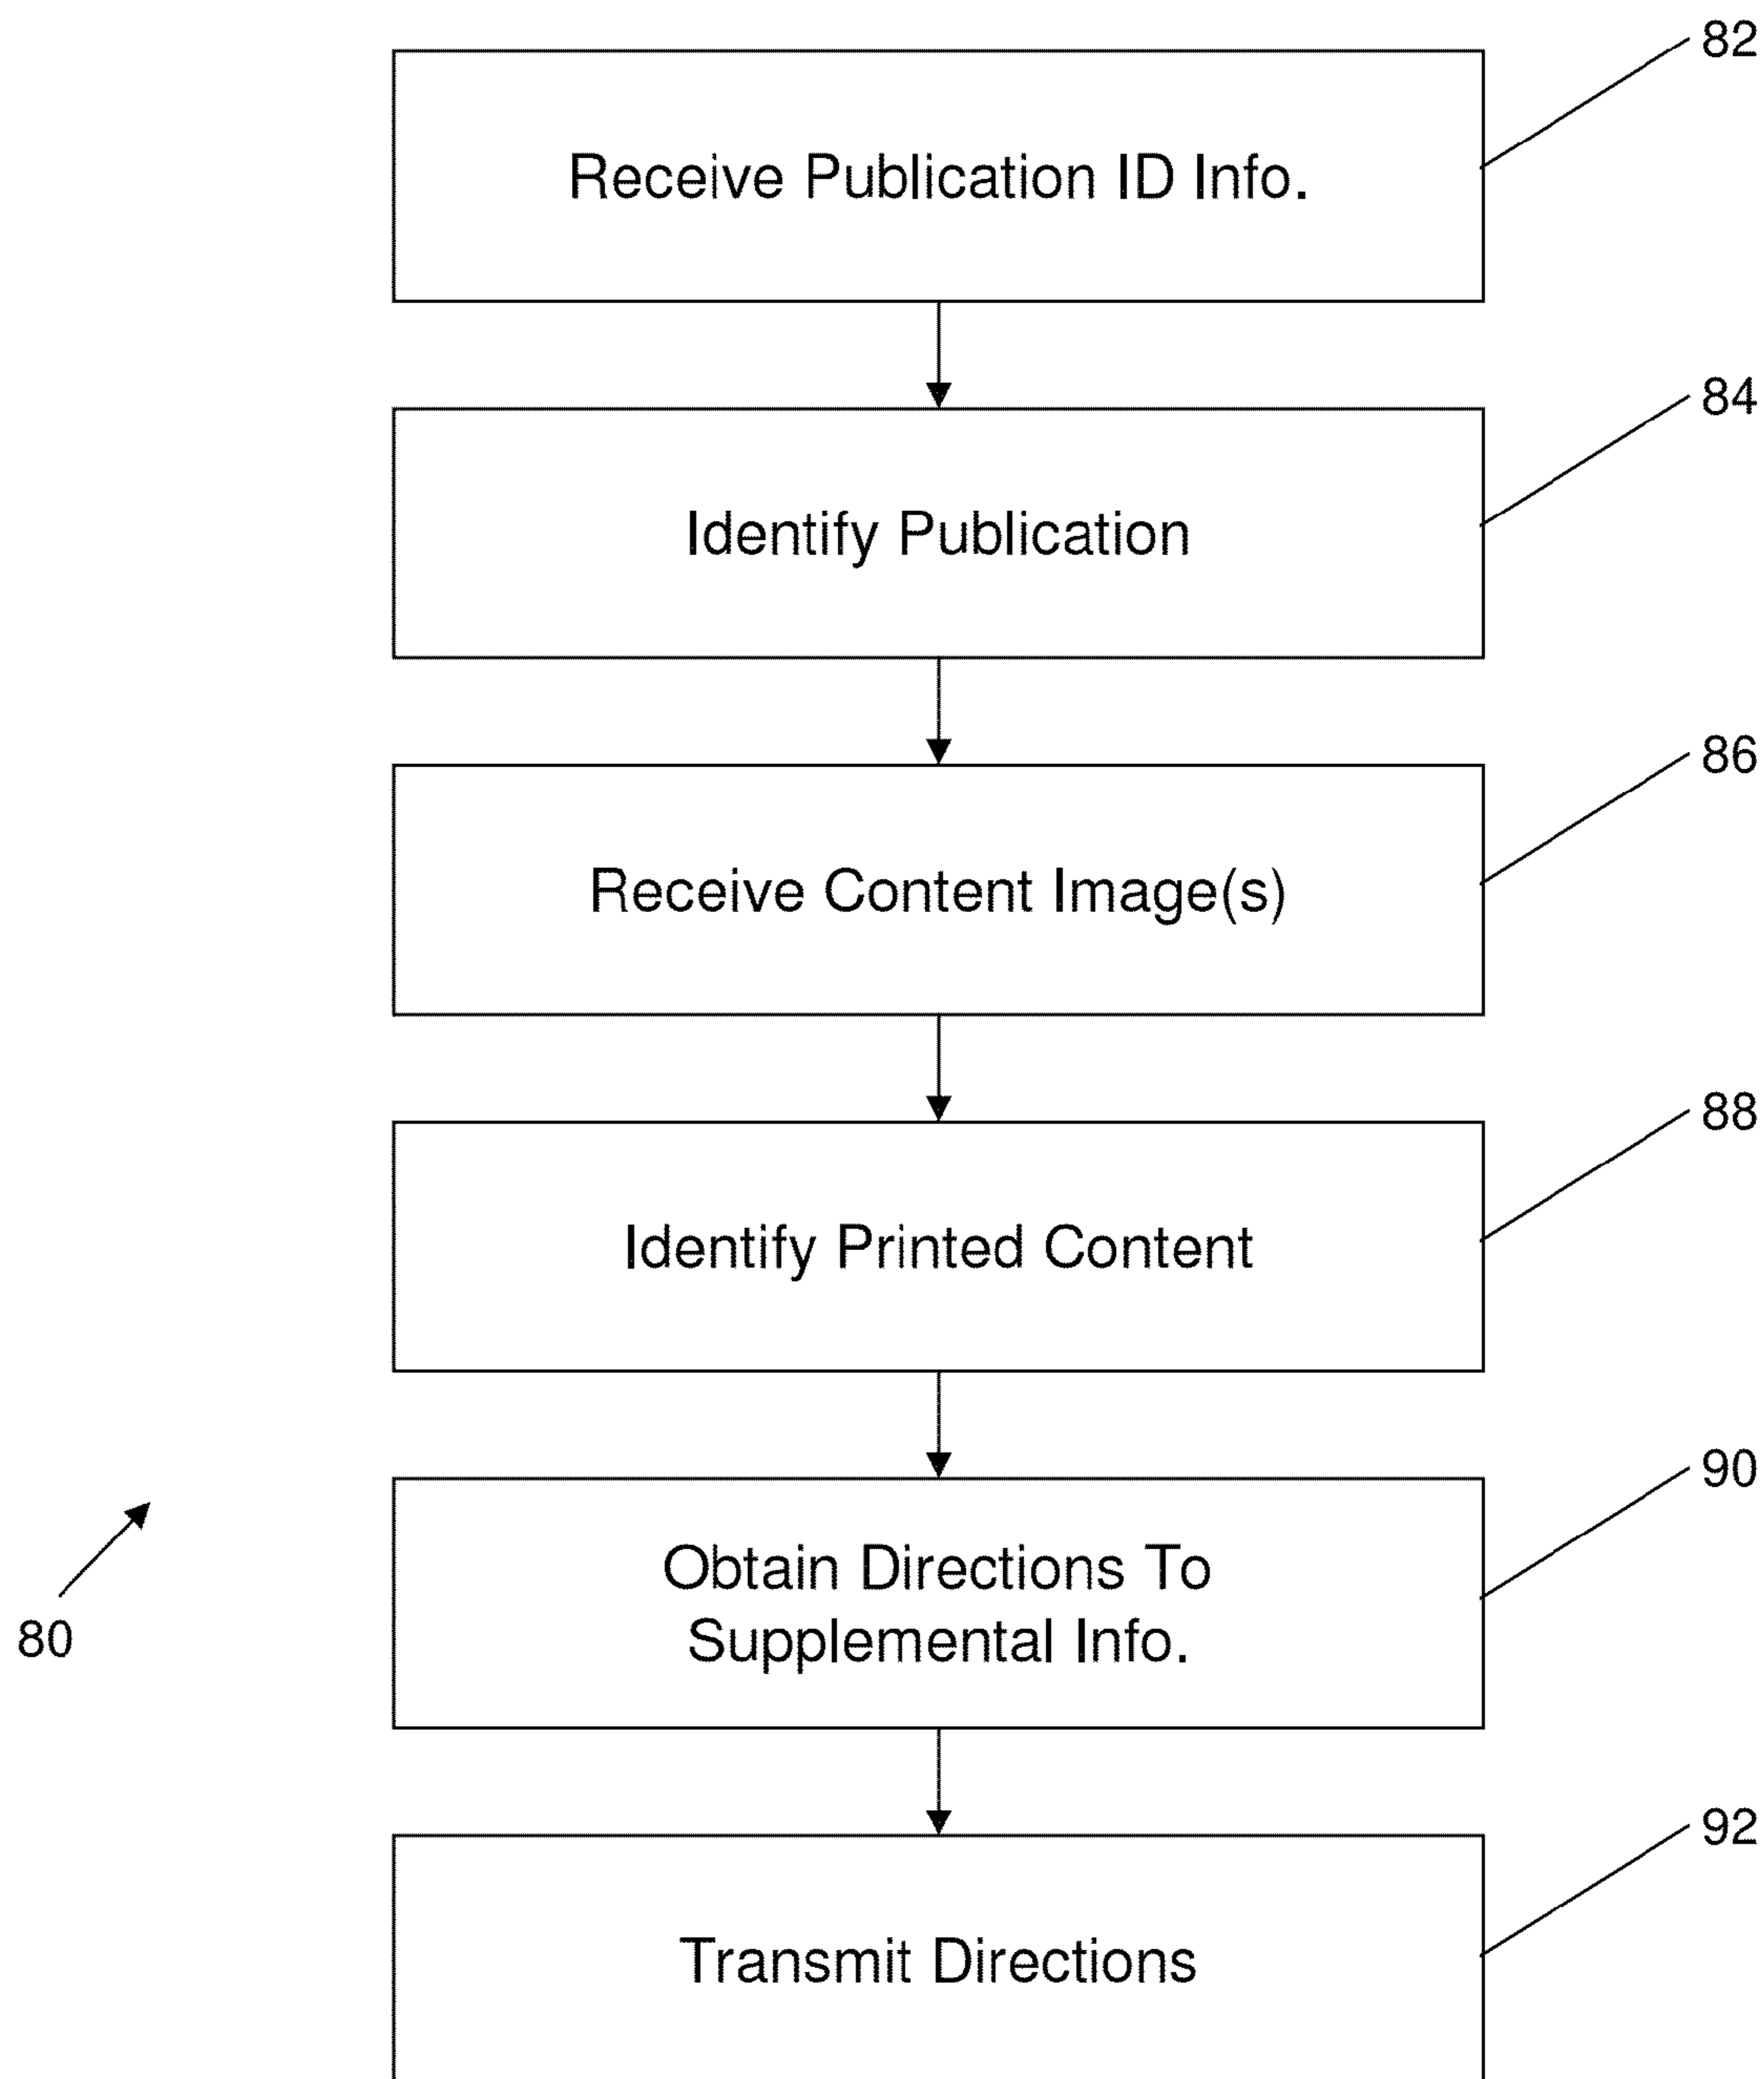 82
Receive Publication ID Info.
84
Identify Publication
86
Receive Content Image(s)
88
Identify Printed Content
90
Obtain Directions To
Supplemental Info.
80
92
Transmit Directions